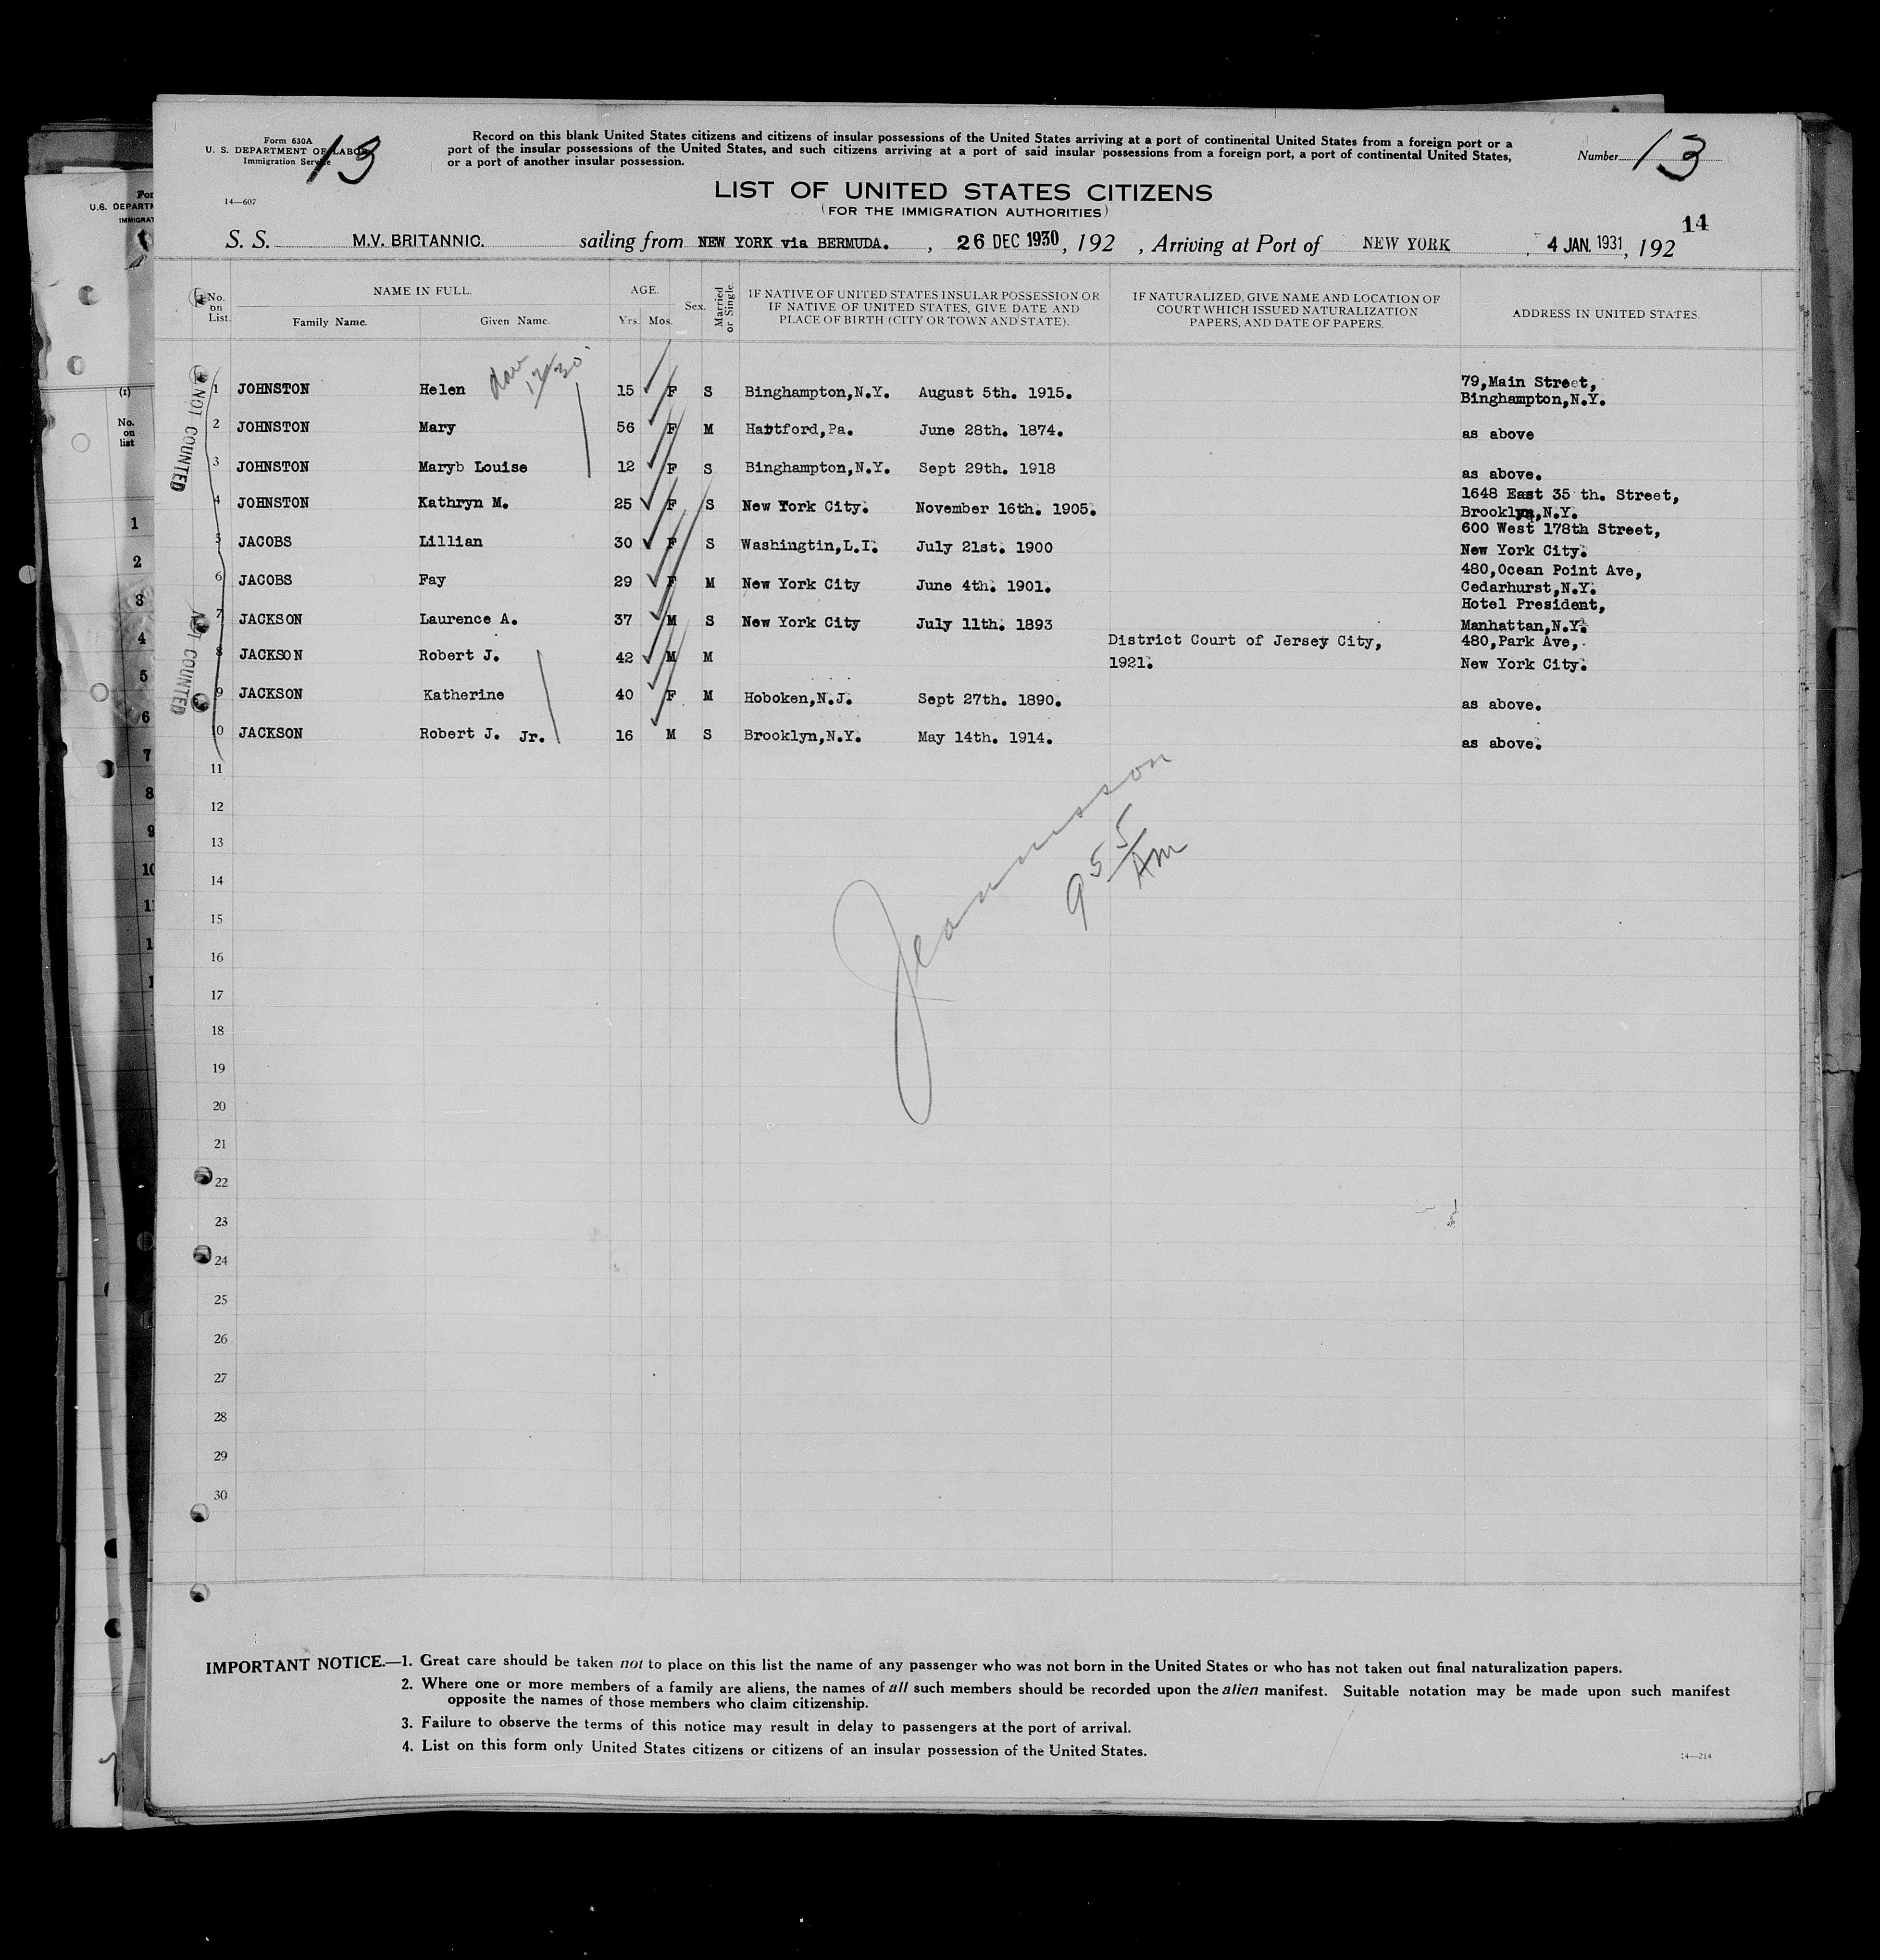 Form 630A
U. S. DEPARTMENT OF LABOR
Immigration Service
13
14—607
Record on this blank United States citizens and citizens of insular possessions of the United States arriving at a port of continental United States from a foreign port or a
port of the insular possessions of the United States, and such citizens arriving at a port of said insular possessions from a foreign port, a port of continental United States,
or a port of another insular possession.
Number 13
LIST OF UNITED STATES CITIZENS
(FOR THE IMMIGRATION AUTHORITIES)
14
S. S. M.V. BRITANNIC. sailing from NEW YORK via BERMUDA. , 26 DEC 1930, 192 , Arriving at Port of NEW YORK , 4 JAN. 1931, 192
No. on List. NAME IN FULL. Family Name. Given Name. AGE. Yrs. Mos. Sex. Married or Single. IF NATIVE OF UNITED STATES INSULAR POSSESSION OR IF NATIVE OF UNITED STATES, GIVE DATE AND PLACE OF BIRTH (CITY OR TOWN AND STATE). IF NATURALIZED, GIVE NAME AND LOCATION OF COURT WHICH ISSUED NATURALIZATION PAPERS, AND DATE OF PAPERS. ADDRESS IN UNITED STATES
NOT COUNTED
1 JOHNSTON Helen 15 F S Binghampton,N.Y. August 5th. 1915. 79,Main Street, Binghampton,N.Y.
2 JOHNSTON Mary 56 F M Hartford,Pa. June 28th. 1874. as above
3 JOHNSTON Maryb Louise 12 F S Binghampton,N.Y. Sept 29th. 1918 as above.
4 JOHNSTON Kathryn M. 25 F S New York City. November 16th. 1905. 1648 East 35 th. Street, Brooklyn,N.Y.
5 JACOBS Lillian 30 F S Washingtin,L.I. July 21st. 1900 600 West 178th Street, New York City.
6 JACOBS Fay 29 F M New York City June 4th. 1901. 480,Ocean Point Ave, Cedarhurst,N.Y.
7 JACKSON Laurence A. 37 M S New York City July 11th. 1893 Hotel President, Manhattan,N.Y.
NOT COUNTED
8 JACKSON Robert J. 42 M M District Court of Jersey City, 1921. 480,Park Ave, New York City.
9 JACKSON Katherine 40 F M Hoboken,N.J. Sept 27th. 1890. as above.
10 JACKSON Robert J. Jr. 16 M S Brooklyn,N.Y. May 14th. 1914. as above.
11
12
13
14
15
16
17
18
19
20
21
22
23
24
25
26
27
28
29
30
9 55 AM
IMPORTANT NOTICE.—1. Great care should be taken not to place on this list the name of any passenger who was not born in the United States or who has not taken out final naturalization papers.
2. Where one or more members of a family are aliens, the names of all such members should be recorded upon the alien manifest. Suitable notation may be made upon such manifest
opposite the names of those members who claim citizenship.
3. Failure to observe the terms of this notice may result in delay to passengers at the port of arrival.
4. List on this form only United States citizens or citizens of an insular possession of the United States.
14—214
(1)
No.
on
list
1
2
3
4
5
6
7
8
9